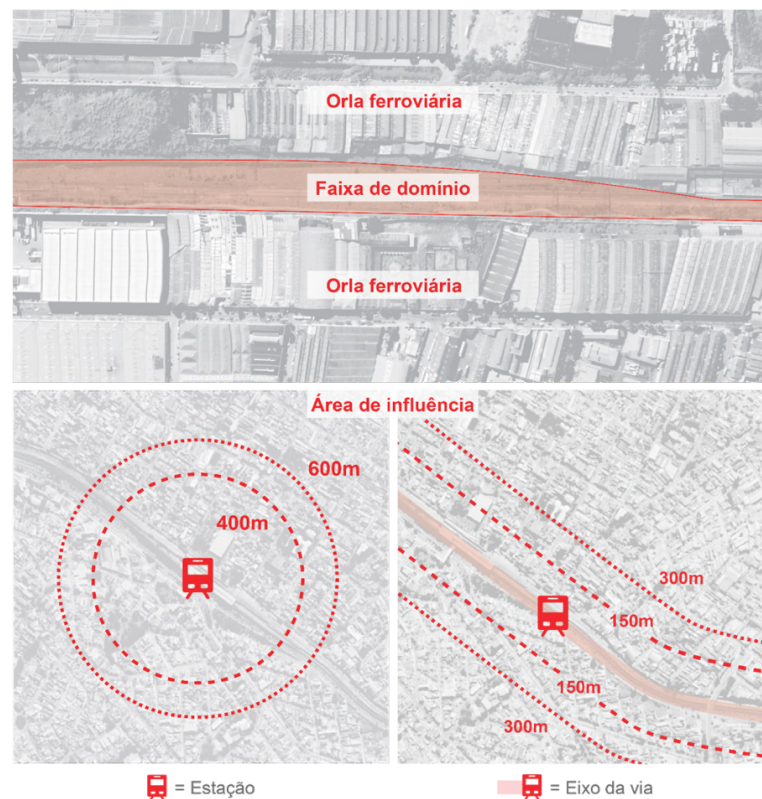 Orla ferroviária
Faixa de domínio
Orla ferroviária
Área de influência
600m
400m
300m
150m
150m
300m
= Estação
= Eixo da via